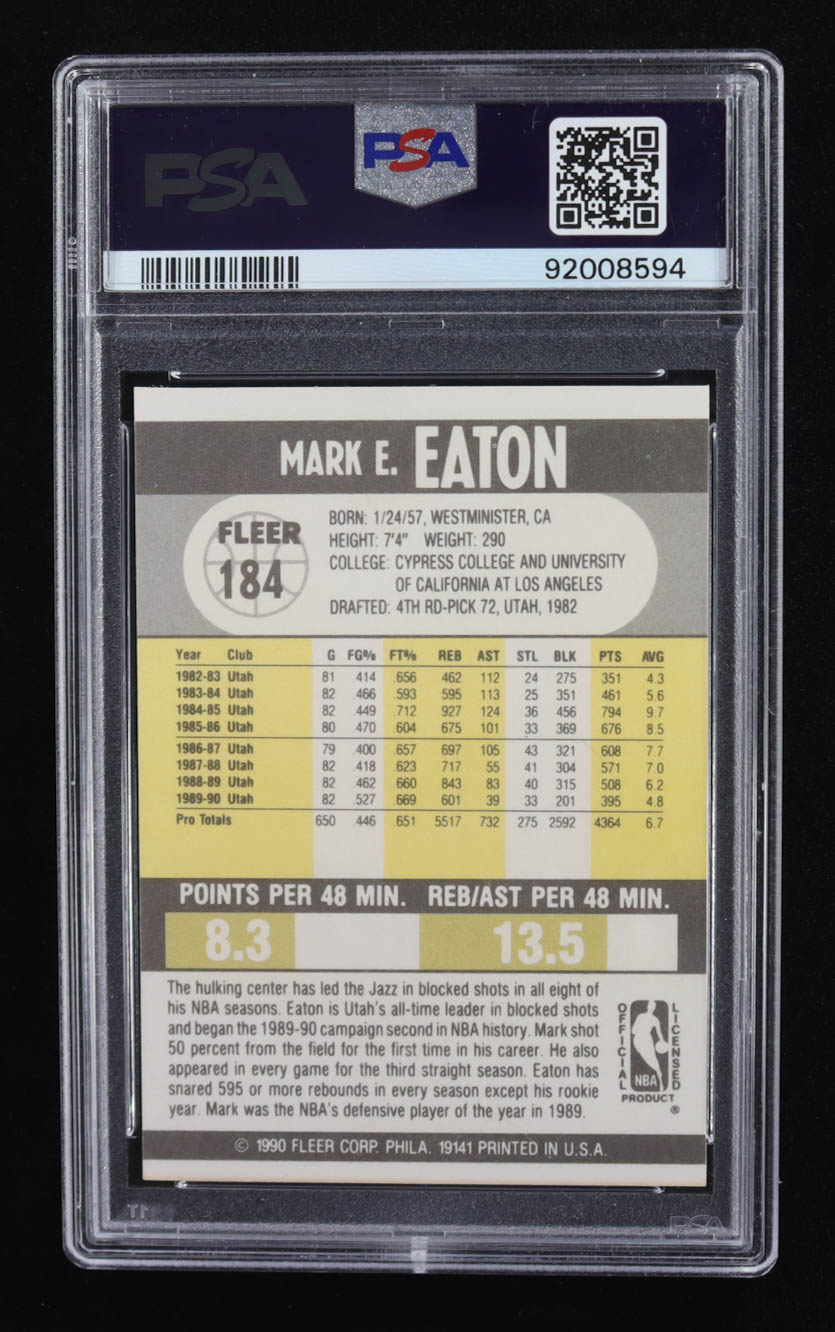 PSA
PSA
92008594
MARK E. EATON
FLEER
184
BORN: 1/24/57, WESTMINISTER, CA
HEIGHT: 7'4" WEIGHT: 290
COLLEGE: CYPRESS COLLEGE AND UNIVERSITY
OF CALIFORNIA AT LOS ANGELES
DRAFTED: 4TH RD-PICK 72, UTAH, 1982
Year Club G FG% FT% REB AST STL BLK PTS AVG
1982-83 Utah 81 .414 .656 462 112 24 275 351 4.3
1983-84 Utah 82 .466 .593 595 113 25 351 461 5.6
1984-85 Utah 82 .449 .712 927 124 36 456 794 9.7
1985-86 Utah 80 .470 .604 675 101 33 369 676 8.5
1986-87 Utah 79 .400 .657 697 105 43 321 608 7.7
1987-88 Utah 82 .418 .623 717 55 41 304 571 7.0
1988-89 Utah 82 .462 .660 843 83 40 315 508 6.2
1989-90 Utah 82 .527 .669 601 39 33 201 395 4.8
Pro Totals 650 .446 .651 5517 732 275 2592 4364 6.7
POINTS PER 48 MIN. REB/AST PER 48 MIN.
8.3 13.5
The hulking center has led the Jazz in blocked shots in all eight of
his NBA seasons. Eaton is Utah's all-time leader in blocked shots
and began the 1989-90 campaign second in NBA history. Mark shot
50 percent from the field for the first time in his career. He also
appeared in every game for the third straight season. Eaton has
snared 595 or more rebounds in every season except his rookie
year. Mark was the NBA's defensive player of the year in 1989.
OFFICIAL
NBA
LICENSED
PRODUCT
®
© 1990 FLEER CORP. PHILA. 19141 PRINTED IN U.S.A.
PSA